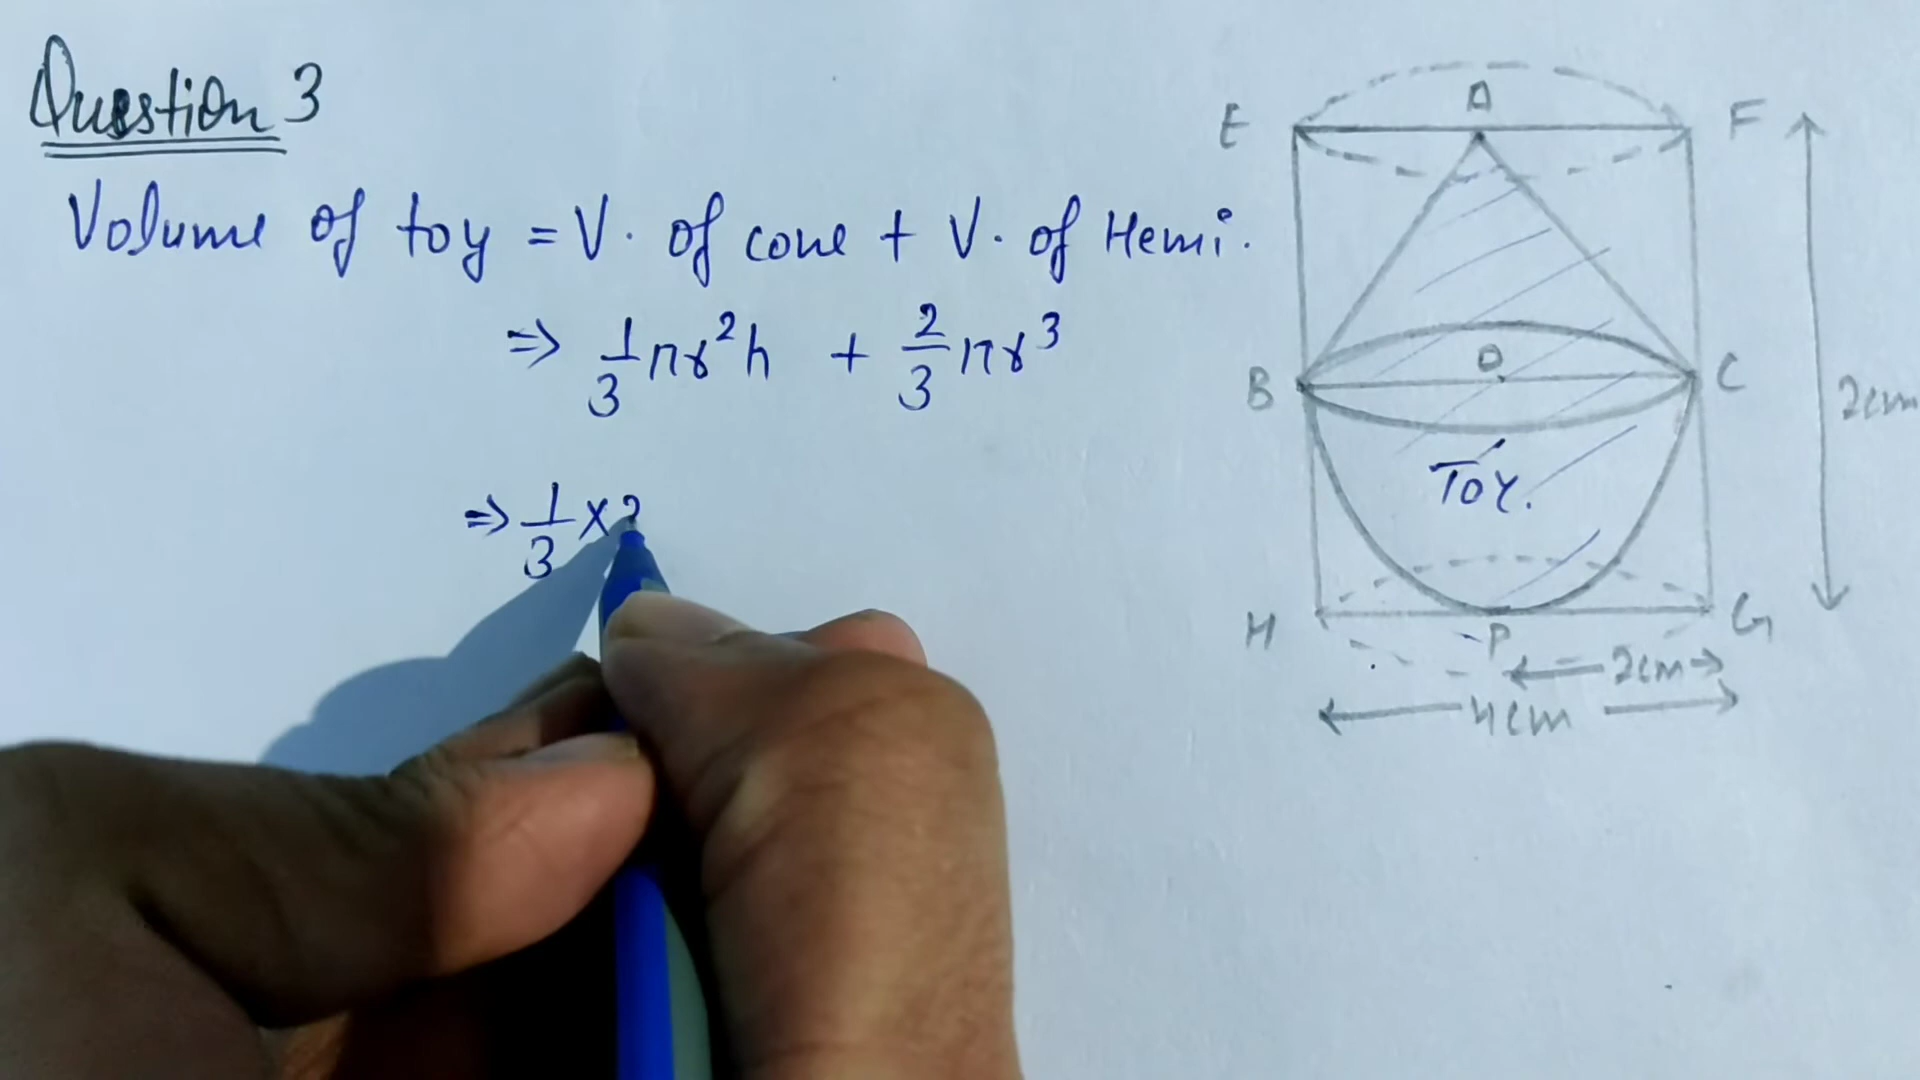 Question 3
Volume of toy = V. of cone + V. of Hemi.
⇒ 1/3 πr²h + 2/3 πr³
⇒ 1/3 ×
E A F
B O C
2cm
TOY.
H P G
2cm
4cm